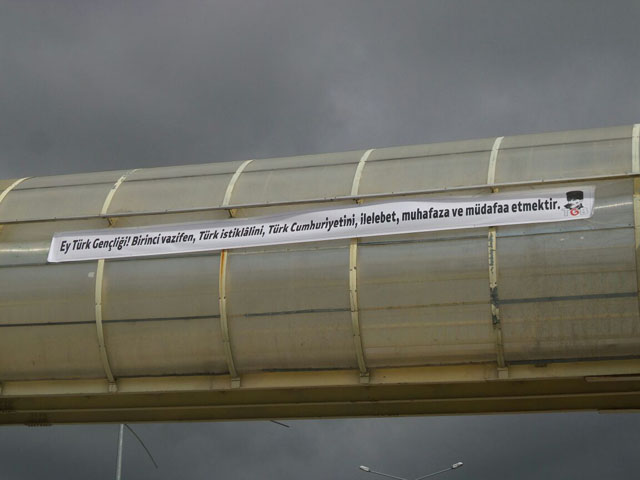 Ey Türk Gençliği! Birinci vazifen, Türk istiklâlini, Türk Cumhuriyetini, ilelebet, muhafaza ve müdafaa etmektir.